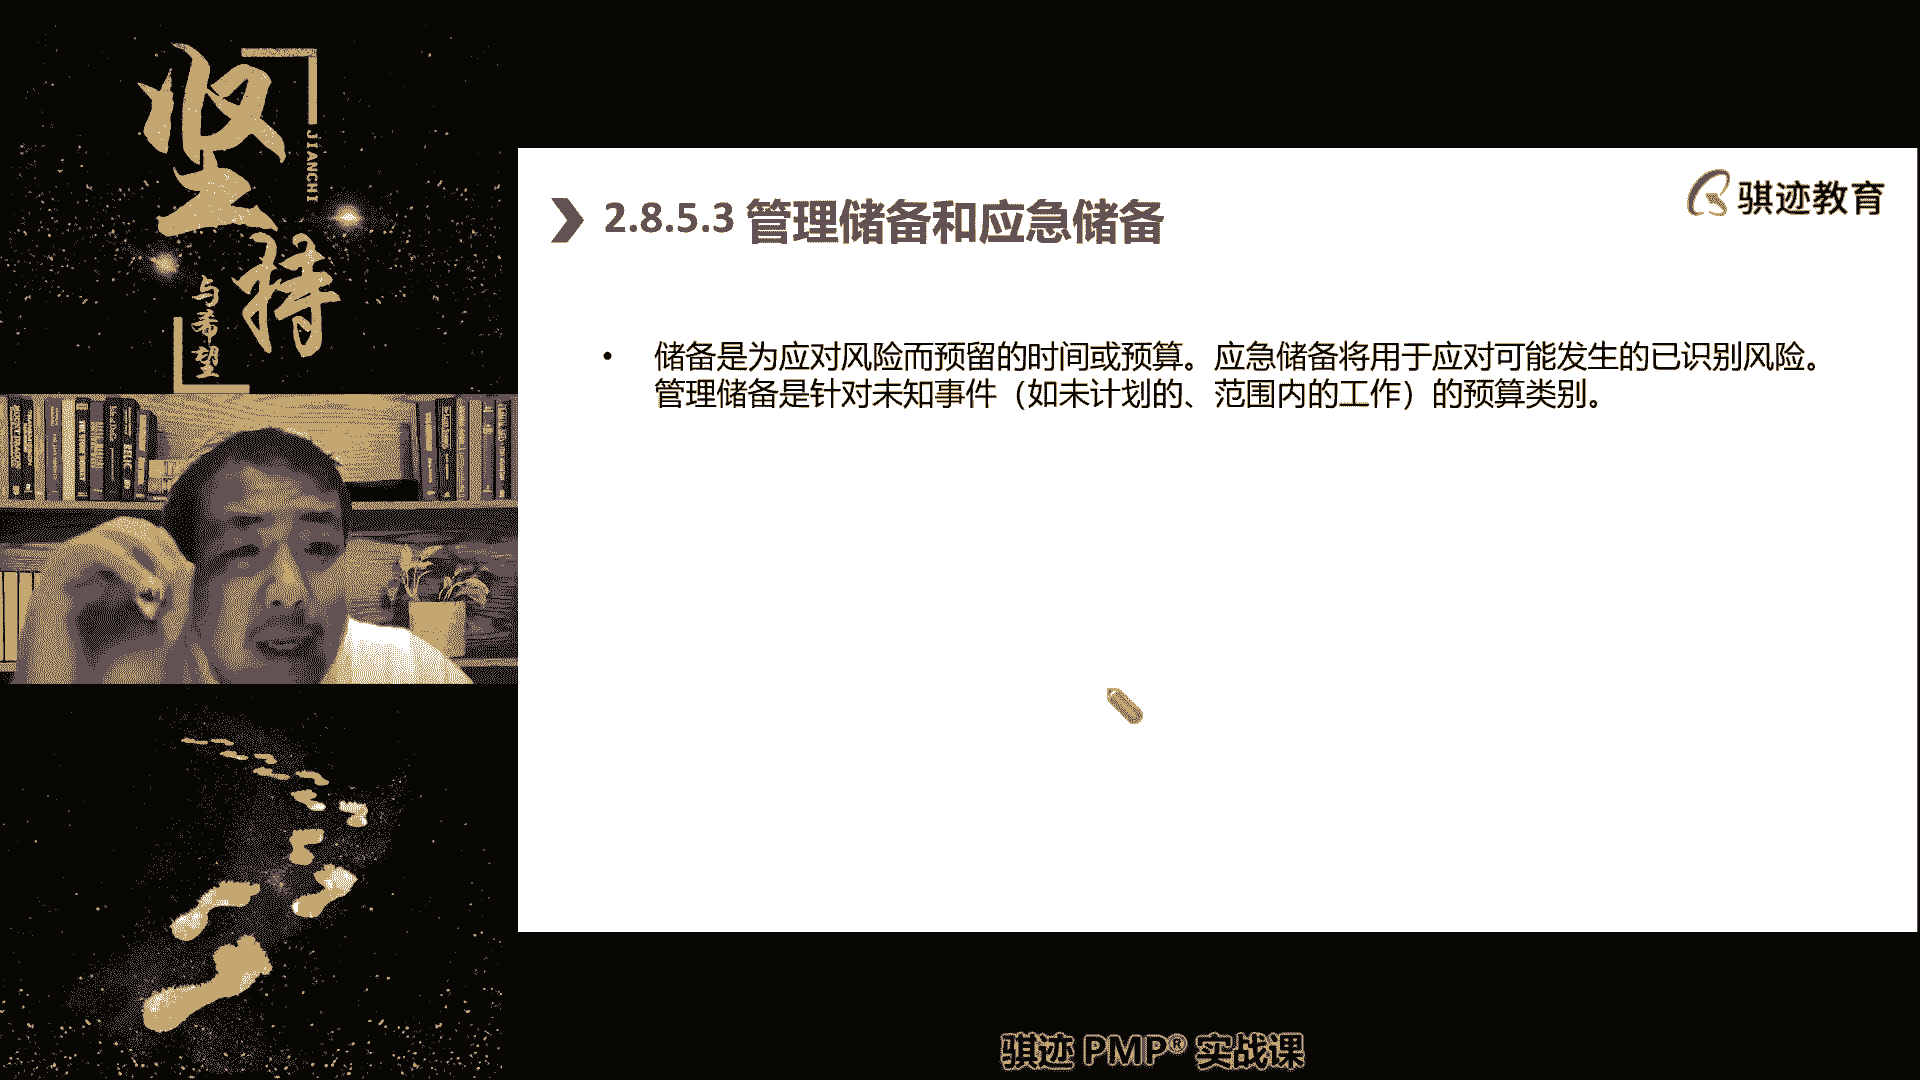 坚持
JIANCHI
与希望
骐迹教育
2.8.5.3 管理储备和应急储备
• 储备是为应对风险而预留的时间或预算。应急储备将用于应对可能发生的已识别风险。
管理储备是针对未知事件（如未计划的、范围内的工作）的预算类别。
骐迹 PMP® 实战课